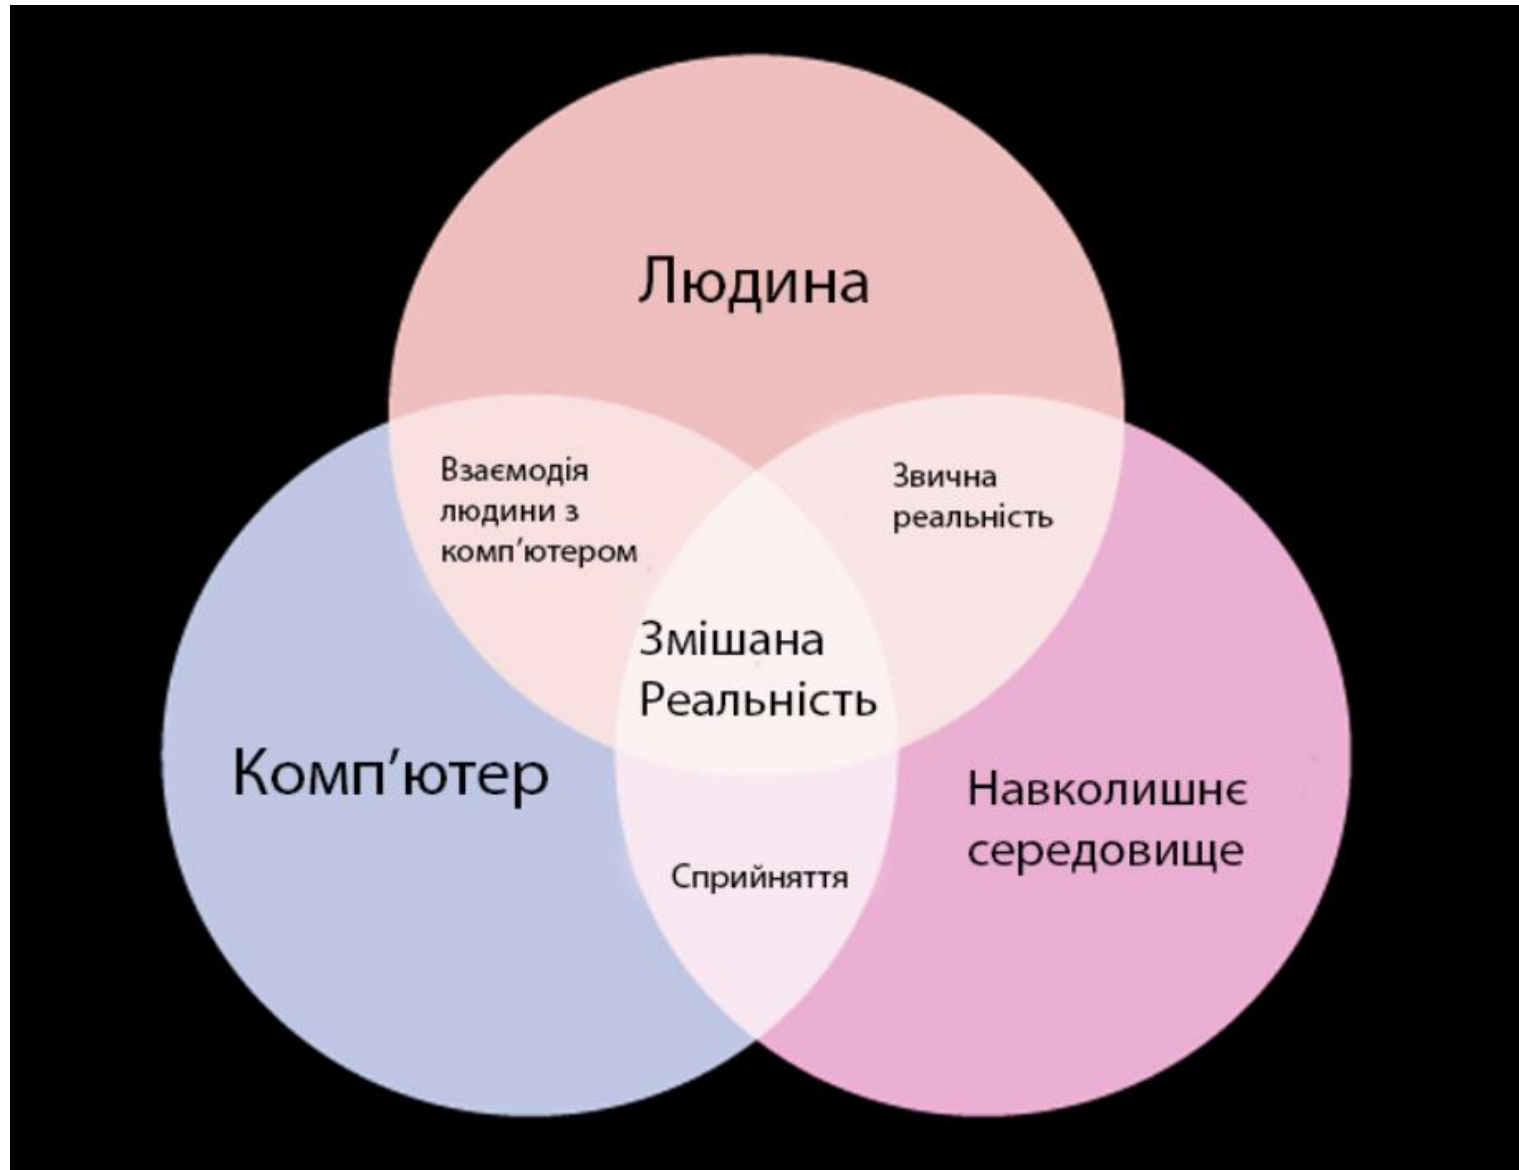 Людина
Взаємодія
людини з
комп’ютером
Звична
реальність
Змішана
Реальність
Комп’ютер
Навколишнє
середовище
Сприйняття